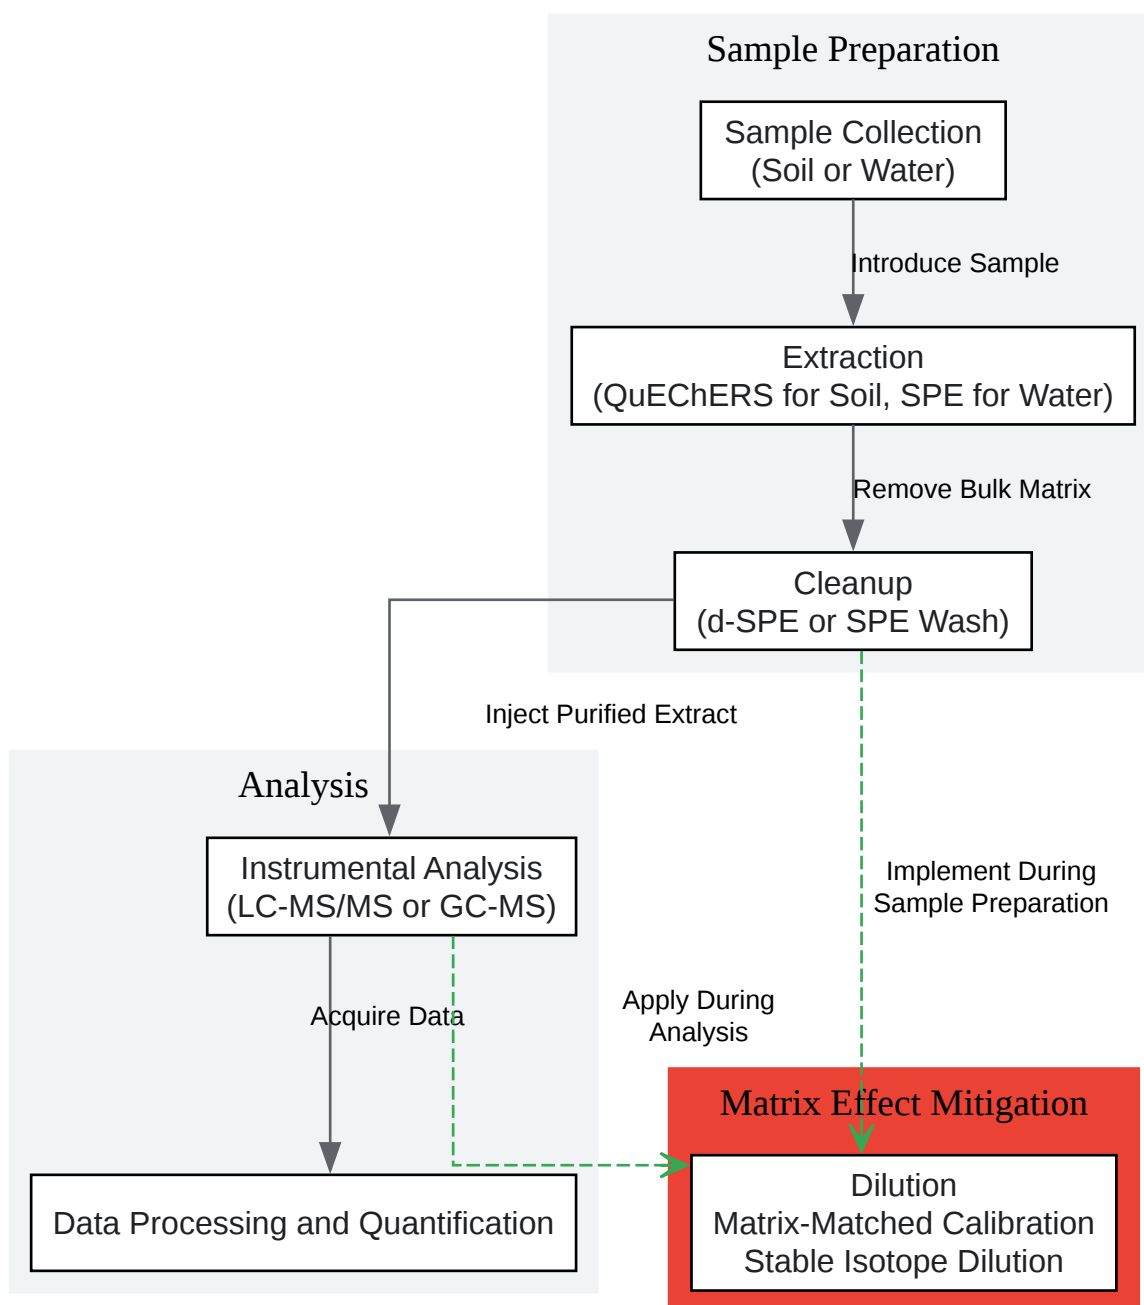 Sample Preparation
Sample Collection
(Soil or Water)
Introduce Sample
Extraction
(QuEChERS for Soil, SPE for Water)
Remove Bulk Matrix
Cleanup
(d-SPE or SPE Wash)
Inject Purified Extract
Analysis
Instrumental Analysis
(LC-MS/MS or GC-MS)
Implement During
Sample Preparation
Acquire Data
Apply During
Analysis
Matrix Effect Mitigation
Data Processing and Quantification
Dilution
Matrix-Matched Calibration
Stable Isotope Dilution